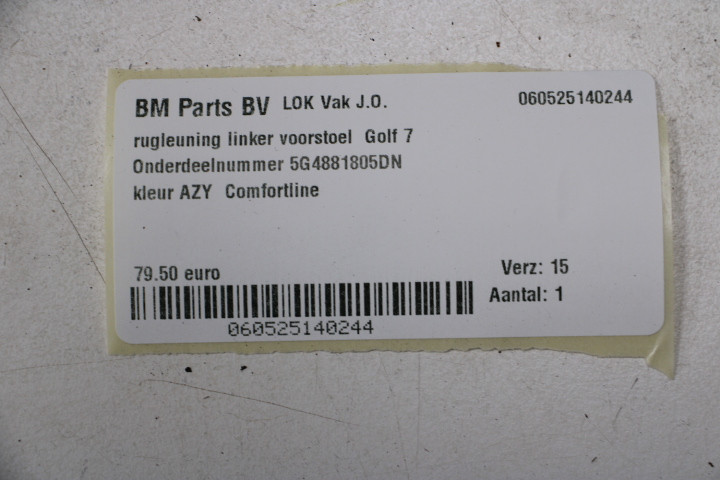 BM Parts BV LOK Vak J.O. 060525140244
rugleuning linker voorstoel Golf 7
Onderdeelnummer 5G4881805DN
kleur AZY Comfortline
79.50 euro Verz: 15
Aantal: 1
060525140244